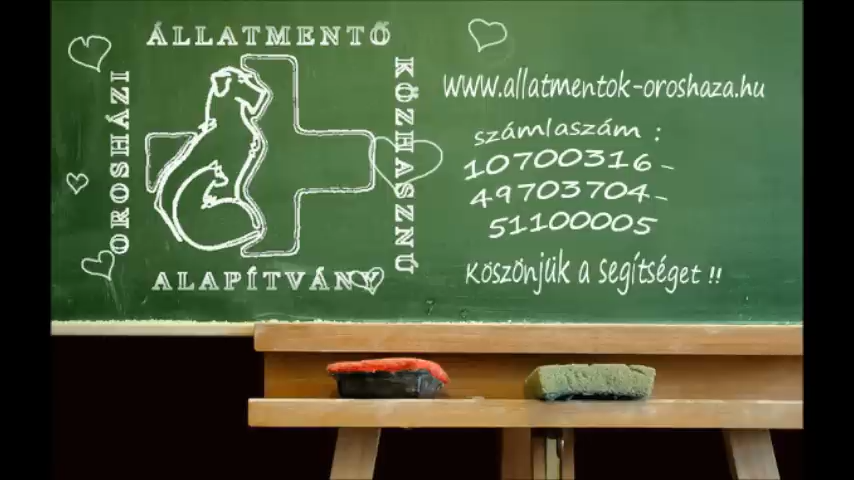 ÁLLATMENTŐ
OROSHÁZI
KÖZHASZNÚ
ALAPÍTVÁNY
www.allatmentok-oroshaza.hu
számlaszám :
10700316-
49703704-
51100005
Köszönjük a segítséget !!